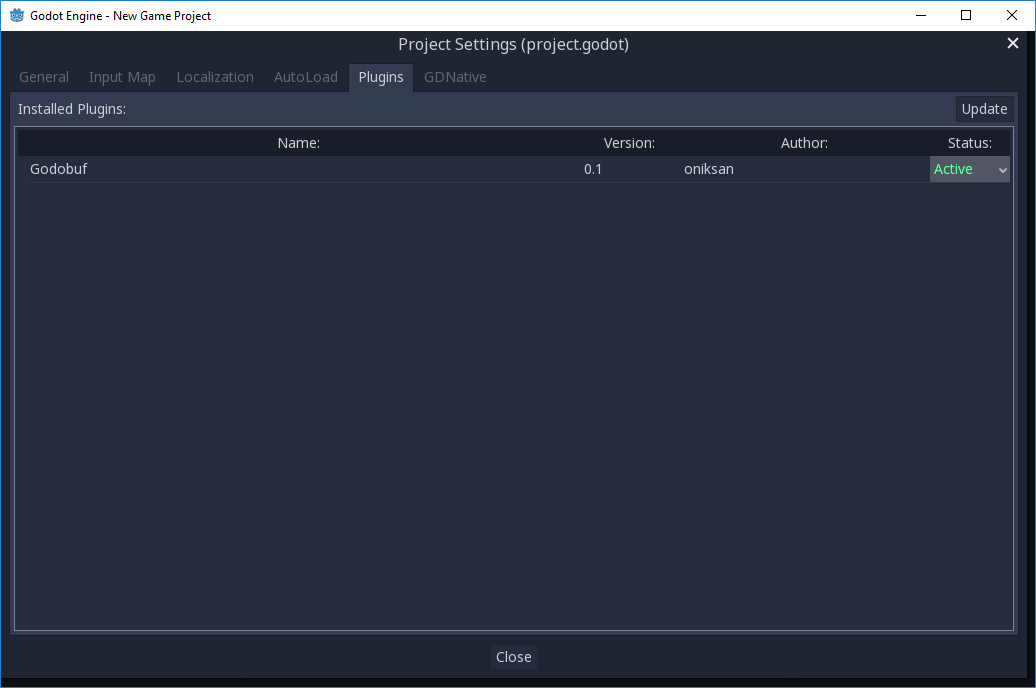 Godot Engine - New Game Project
Project Settings (project.godot)
General Input Map Localization AutoLoad Plugins GDNative
Installed Plugins: Update
Name: Version: Author: Status:
Godobuf 0.1 oniksan Active
Close